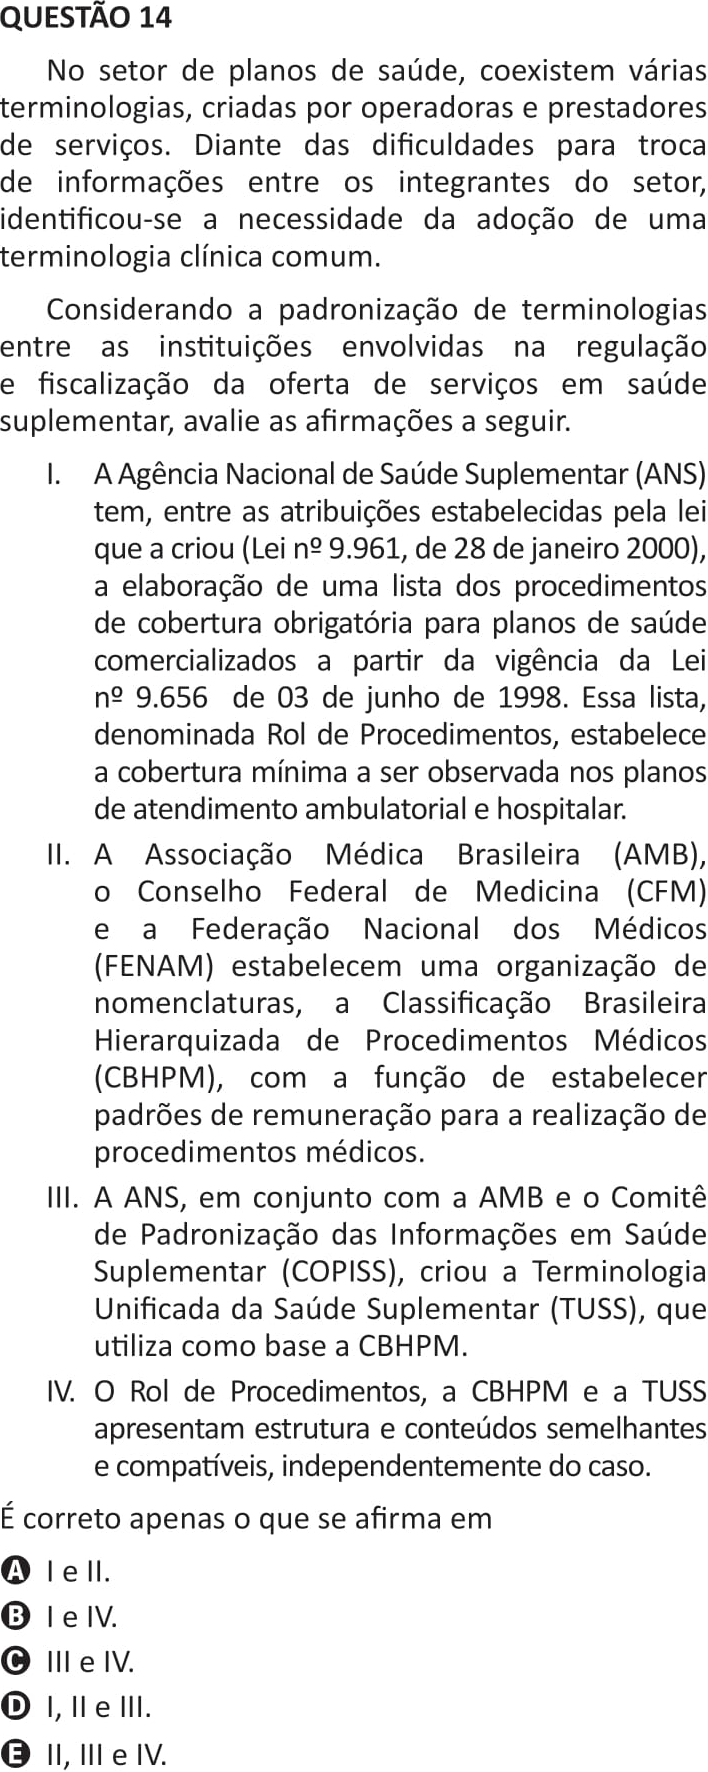 QUESTÃO 14
No setor de planos de saúde, coexistem várias
terminologias, criadas por operadoras e prestadores
de serviços. Diante das dificuldades para troca
de informações entre os integrantes do setor,
identificou-se a necessidade da adoção de uma
terminologia clínica comum.
Considerando a padronização de terminologias
entre as instituições envolvidas na regulação
e fiscalização da oferta de serviços em saúde
suplementar, avalie as afirmações a seguir.
I. A Agência Nacional de Saúde Suplementar (ANS)
tem, entre as atribuições estabelecidas pela lei
que a criou (Lei nº 9.961, de 28 de janeiro 2000),
a elaboração de uma lista dos procedimentos
de cobertura obrigatória para planos de saúde
comercializados a partir da vigência da Lei
nº 9.656 de 03 de junho de 1998. Essa lista,
denominada Rol de Procedimentos, estabelece
a cobertura mínima a ser observada nos planos
de atendimento ambulatorial e hospitalar.
II. A Associação Médica Brasileira (AMB),
o Conselho Federal de Medicina (CFM)
e a Federação Nacional dos Médicos
(FENAM) estabelecem uma organização de
nomenclaturas, a Classificação Brasileira
Hierarquizada de Procedimentos Médicos
(CBHPM), com a função de estabelecer
padrões de remuneração para a realização de
procedimentos médicos.
III. A ANS, em conjunto com a AMB e o Comitê
de Padronização das Informações em Saúde
Suplementar (COPISS), criou a Terminologia
Unificada da Saúde Suplementar (TUSS), que
utiliza como base a CBHPM.
IV. O Rol de Procedimentos, a CBHPM e a TUSS
apresentam estrutura e conteúdos semelhantes
e compatíveis, independentemente do caso.
É correto apenas o que se afirma em
A I e II.
B I e IV.
C III e IV.
D I, II e III.
E II, III e IV.